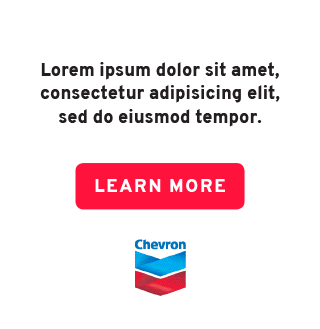 Lorem ipsum dolor sit amet,
consectetur adipisicing elit,
sed do eiusmod tempor.
LEARN MORE
Chevron